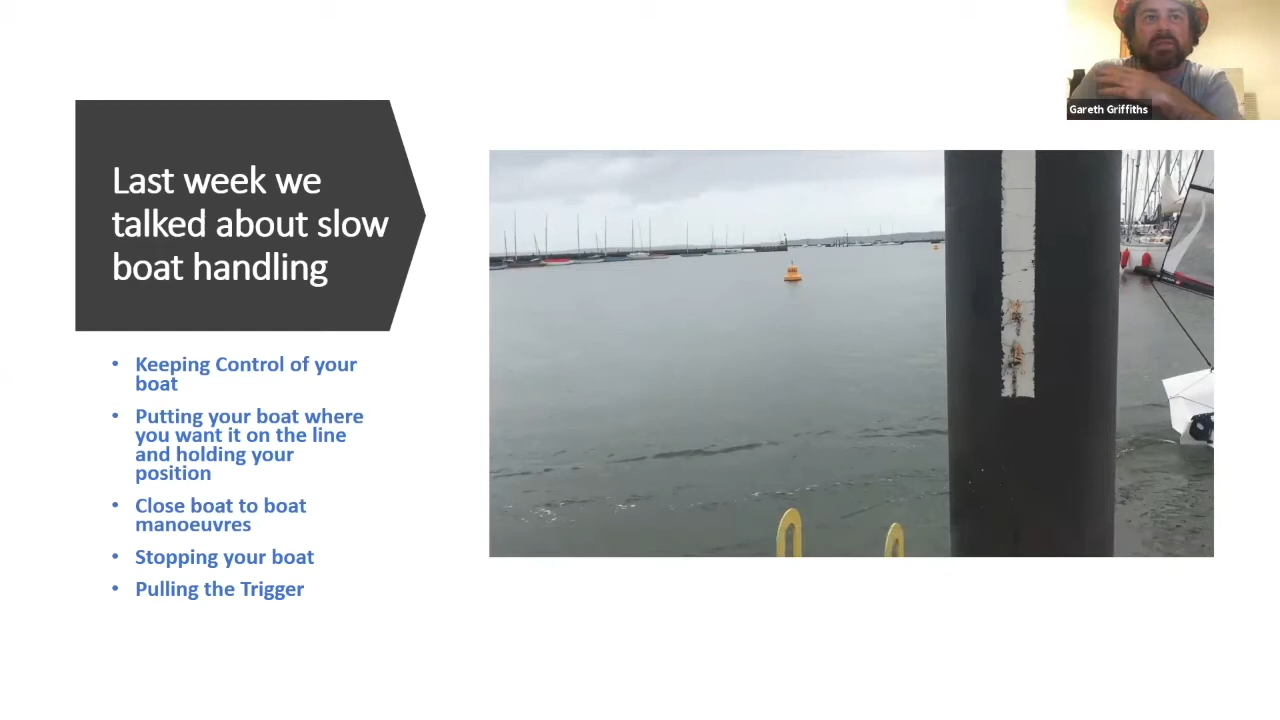 Gareth Griffiths
Last week we
talked about slow
boat handling
• Keeping Control of your
boat
• Putting your boat where
you want it on the line
and holding your
position
• Close boat to boat
manoeuvres
• Stopping your boat
• Pulling the Trigger